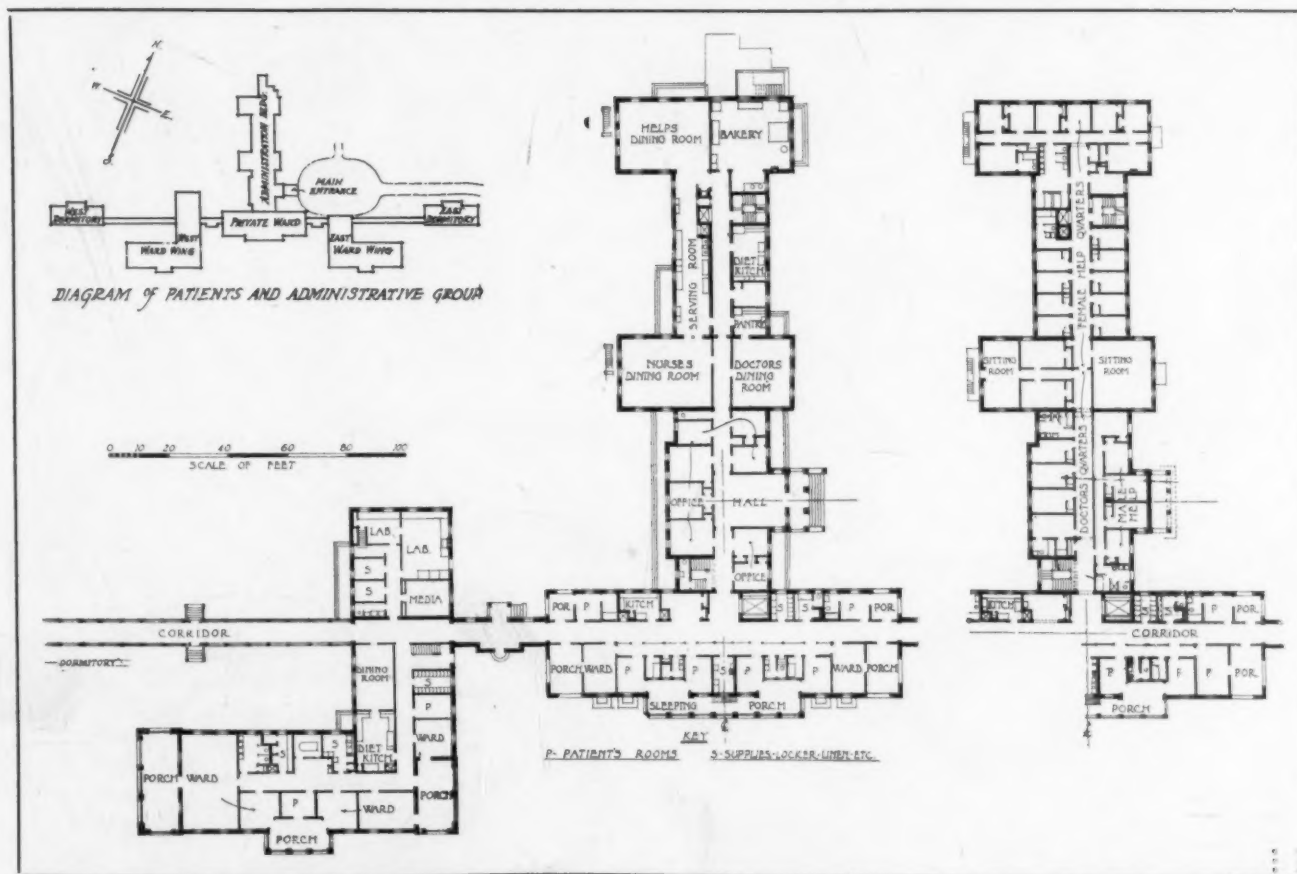 N.
W
E.
S.
ADMINISTRATION BLDG
MAIN
ENTRANCE
WEST
DORMITORY
PRIVATE WARD
EAST
DORMITORY
WEST
WARD WING
EAST
WARD WING
DIAGRAM of PATIENTS AND ADMINISTRATIVE GROUP
0 10 20 40 60 80 100
SCALE OF FEET
HELPS
DINING ROOM
BAKERY
SERVING ROOM
DIET
KITCH
PANTRY
NURSES
DINING ROOM
DOCTORS
DINING
ROOM
OFFICE
HALL
OFFICE
POR.
P
KITCH
S
S
P
POR.
PORCH
WARD
P
P
S
P
P
WARD
PORCH
SLEEPING
PORCH
KEY
P- PATIENT'S ROOMS
S-SUPPLIES-LOCKER-LINEN-ETC.
LAB.
LAB.
S
S
MEDIA
CORRIDOR
DORMITORY
DINING
ROOM
S
P
WARD
DIET
KITCH
S
S
PORCH
WARD
P
WARD
PORCH
PORCH
FEMALE HELP QUARTERS
SITTING
ROOM
SITTING
ROOM
DOCTORS QUARTERS
MALE
HELP
KITCH
S
P
POR.
CORRIDOR
P
P
P
POR.
PORCH